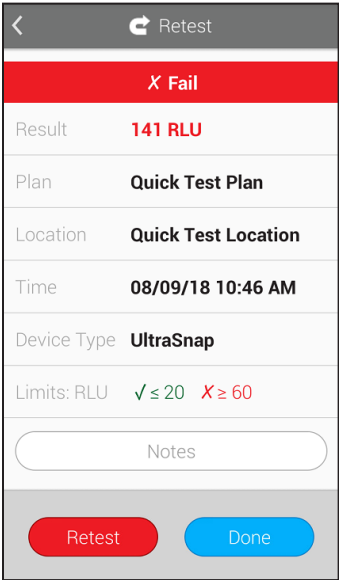 Retest
✗ Fail
Result 141 RLU
Plan Quick Test Plan
Location Quick Test Location
Time 08/09/18 10:46 AM
Device Type UltraSnap
Limits: RLU √ ≤ 20 ✗ ≥ 60
Notes
Retest Done